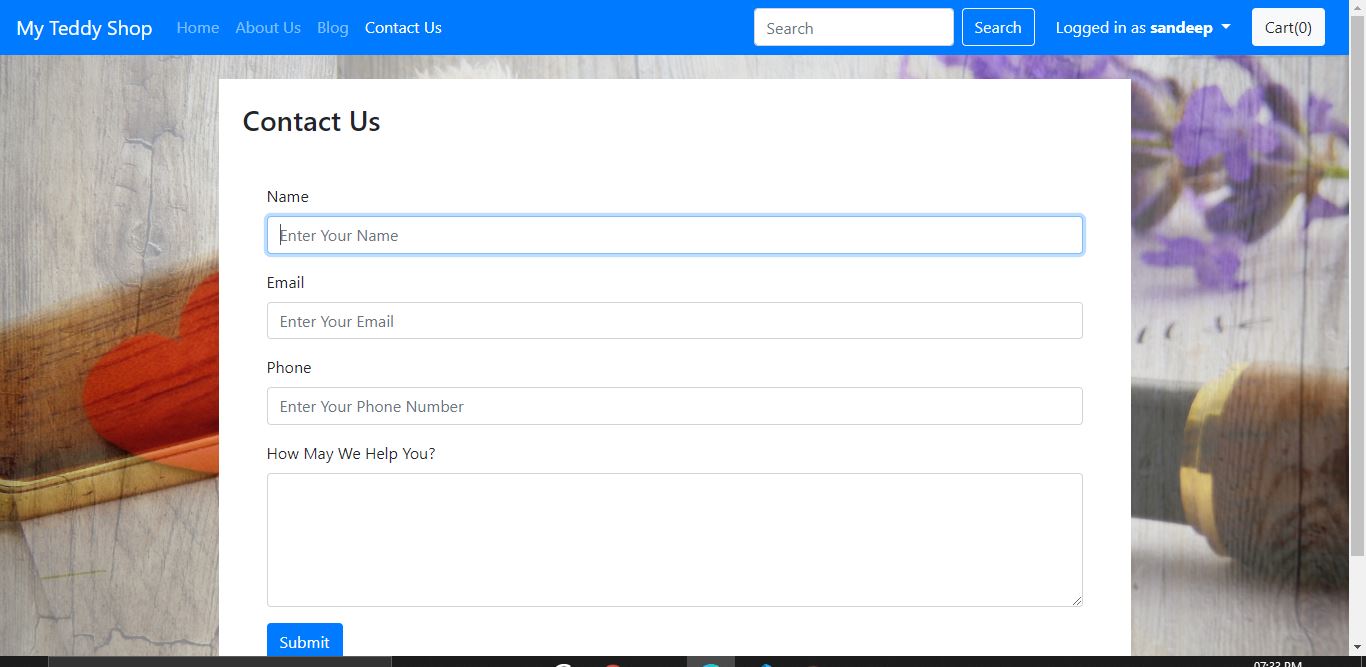 My Teddy Shop Home About Us Blog Contact Us Search Search Logged in as sandeep Cart(0)
Contact Us
Name
Enter Your Name
Email
Enter Your Email
Phone
Enter Your Phone Number
How May We Help You?
Submit
07:33 PM